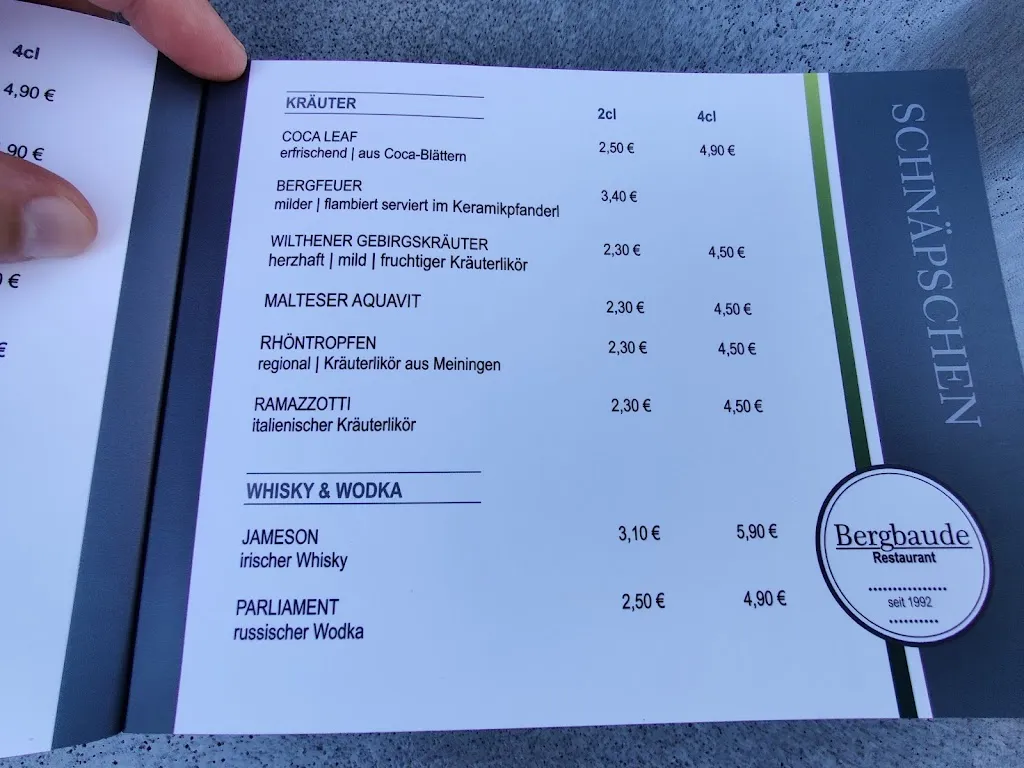 4cl
4,90 €
,90 €
€
€
KRÄUTER 2cl 4cl
COCA LEAF
erfrischend | aus Coca-Blättern 2,50 € 4,90 €
BERGFEUER
milder | flambiert serviert im Keramikpfanderl 3,40 €
WILTHENER GEBIRGSKRÄUTER 2,30 € 4,50 €
herzhaft | mild | fruchtiger Kräuterlikör
MALTESER AQUAVIT 2,30 € 4,50 €
RHÖNTROPFEN 2,30 € 4,50 €
regional | Kräuterlikör aus Meiningen
RAMAZZOTTI 2,30 € 4,50 €
italienischer Kräuterlikör
WHISKY & WODKA
JAMESON 3,10 € 5,90 €
irischer Whisky
PARLIAMENT 2,50 € 4,90 €
russischer Wodka
SCHNÄPSCHEN
Bergbaude
Restaurant
seit 1992